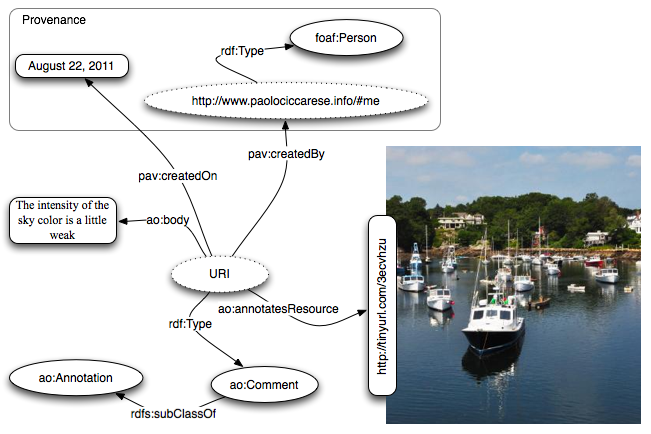 Provenance
foaf:Person
rdf:Type
August 22, 2011
http://www.paolociccarese.info/#me
pav:createdBy
pav:createdOn
The intensity of the
sky color is a little
weak
ao:body
URI
ao:annotatesResource
http://tinyurl.com/3ecvhzu
rdf:Type
ao:Annotation
ao:Comment
rdfs:subClassOf